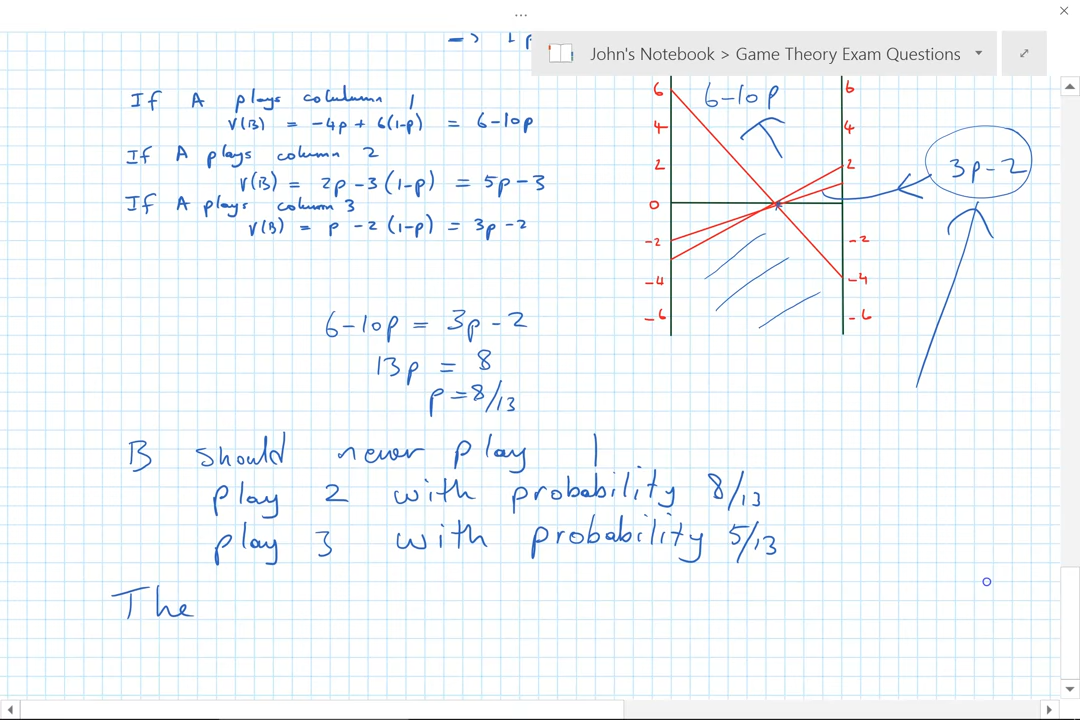 ...
John's Notebook > Game Theory Exam Questions
If A plays coulumn 1
V(B) = -4p + 6(1-p) = 6-10p
If A plays column 2
V(B) = 2p - 3(1-p) = 5p-3
If A plays column 3
V(B) = p - 2(1-p) = 3p-2
6 6-10p 6
4 4
2 2
3p-2
0
-2 -2
-4 -4
-6 -6
6-10p = 3p-2
13p = 8
p = 8/13
B should never play 1
play 2 with probability 8/13
play 3 with probability 5/13
The